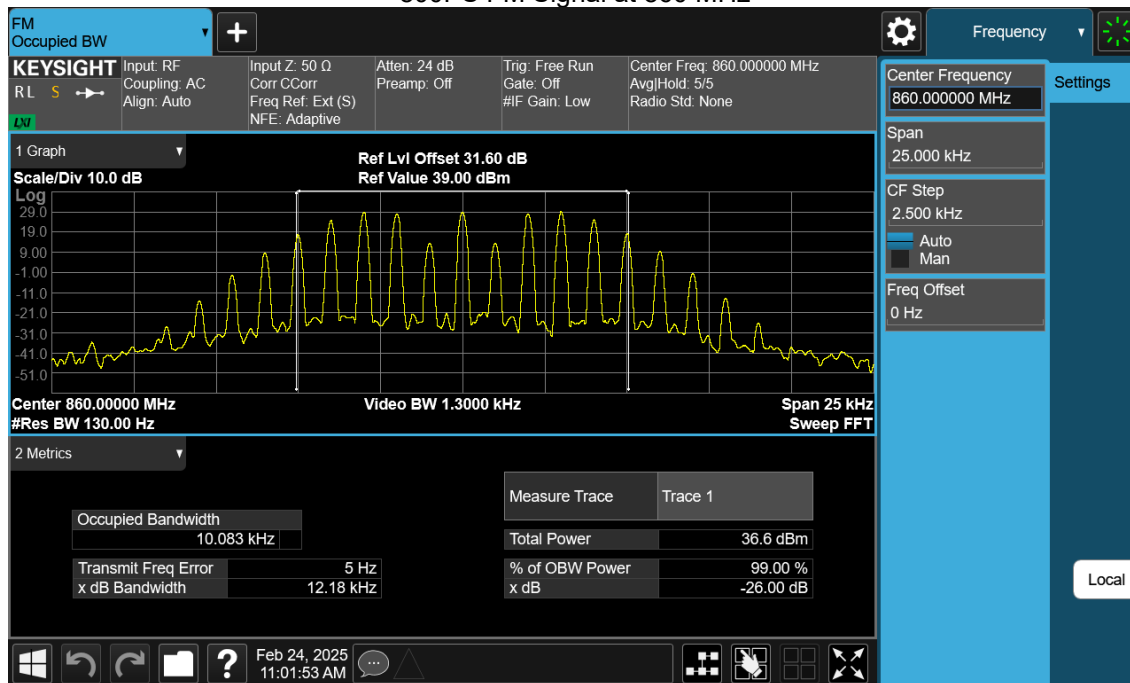 FM
Occupied BW
Frequency
KEYSIGHT
RL S
LXI
Input: RF
Coupling: AC
Align: Auto
Input Z: 50 Ω
Corr CCorr
Freq Ref: Ext (S)
NFE: Adaptive
Atten: 24 dB
Preamp: Off
Trig: Free Run
Gate: Off
#IF Gain: Low
Center Freq: 860.000000 MHz
Avg|Hold: 5/5
Radio Std: None
1 Graph
Scale/Div 10.0 dB
Ref Lvl Offset 31.60 dB
Ref Value 39.00 dBm
Log
29.0
19.0
9.00
-1.00
-11.0
-21.0
-31.0
-41.0
-51.0
Center 860.00000 MHz
Video BW 1.3000 kHz
Span 25 kHz
#Res BW 130.00 Hz
Sweep FFT
2 Metrics
Measure Trace Trace 1
Occupied Bandwidth
10.083 kHz
Total Power 36.6 dBm
Transmit Freq Error 5 Hz
% of OBW Power 99.00 %
x dB Bandwidth 12.18 kHz
x dB -26.00 dB
Center Frequency
860.000000 MHz
Settings
Span
25.000 kHz
CF Step
2.500 kHz
Auto
Man
Freq Offset
0 Hz
Local
?
Feb 24, 2025
11:01:53 AM